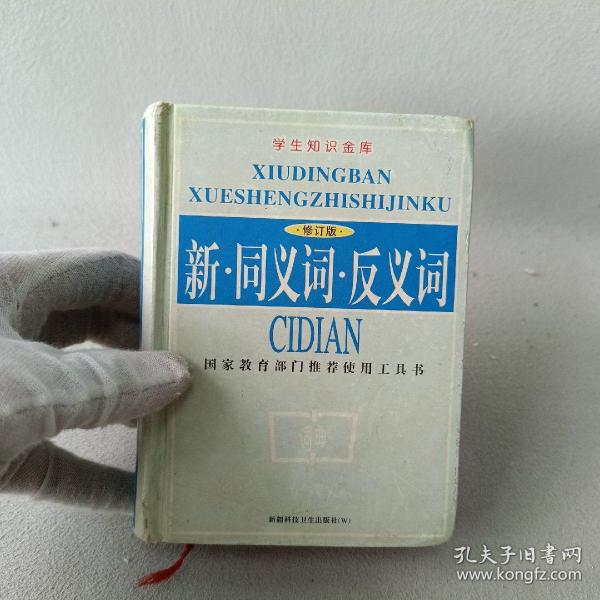 学生知识金库
XIUDINGBAN
XUESHENGZHISHIJINKU
·修订版·
新·同义词·反义词
CIDIAN
国家教育部门推荐使用工具书
词典
新疆科技卫生出版社(W)
孔夫子旧书网
www.kongfz.com